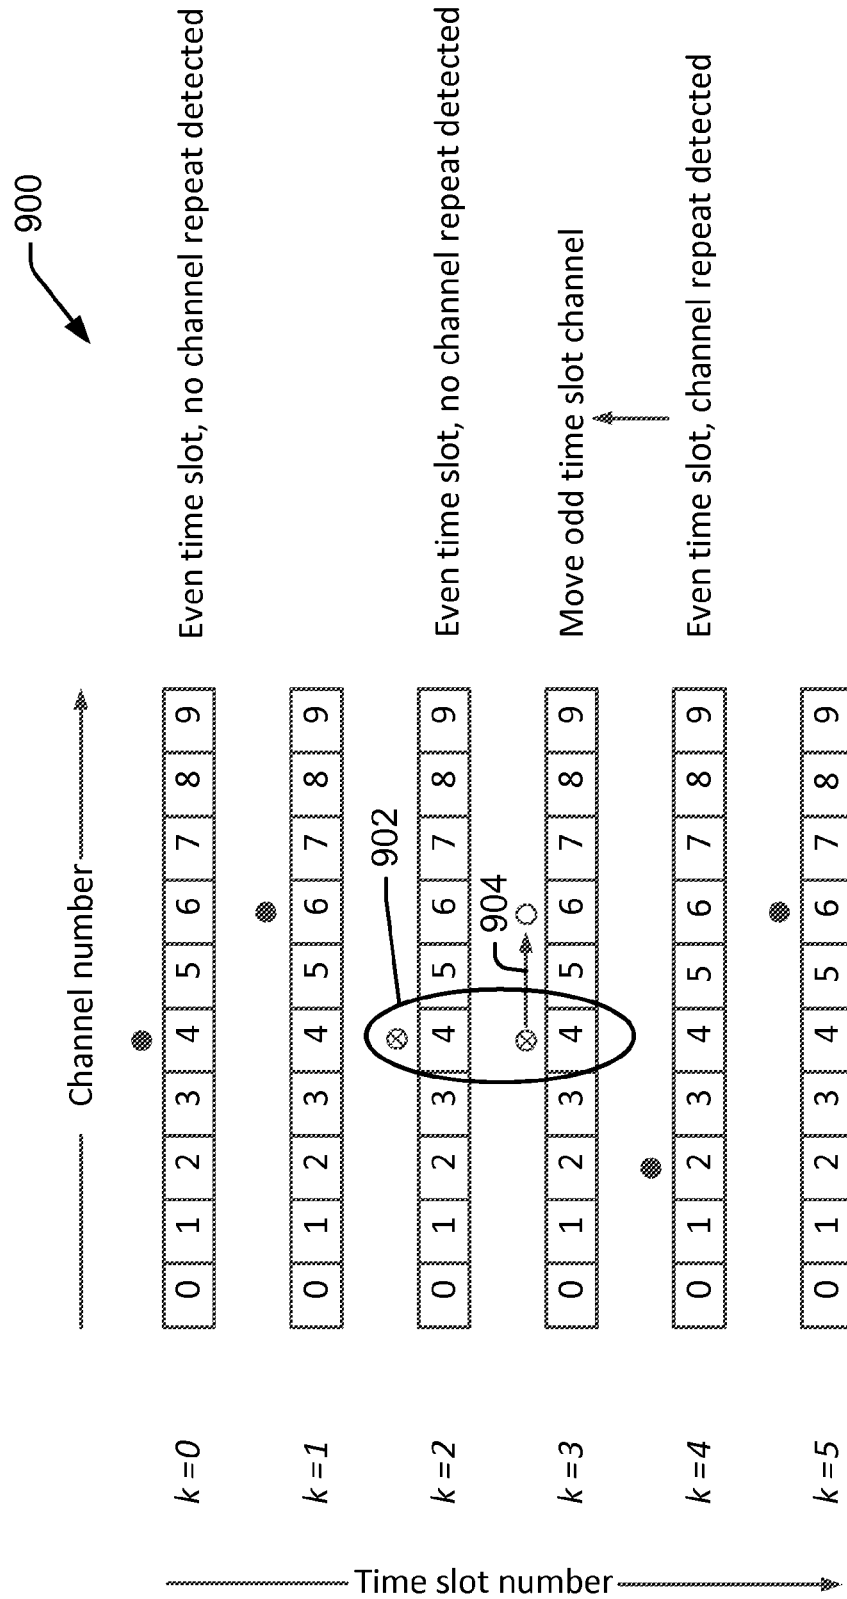 900
Channel number
k=0
0 1 2 3 4 5 6 7 8 9
Even time slot, no channel repeat detected
k=1
0 1 2 3 4 5 6 7 8 9
902
k=2
0 1 2 3 4 5 6 7 8 9
Even time slot, no channel repeat detected
904
k=3
0 1 2 3 4 5 6 7 8 9
Move odd time slot channel
k=4
0 1 2 3 4 5 6 7 8 9
Even time slot, channel repeat detected
k=5
0 1 2 3 4 5 6 7 8 9
Time slot number